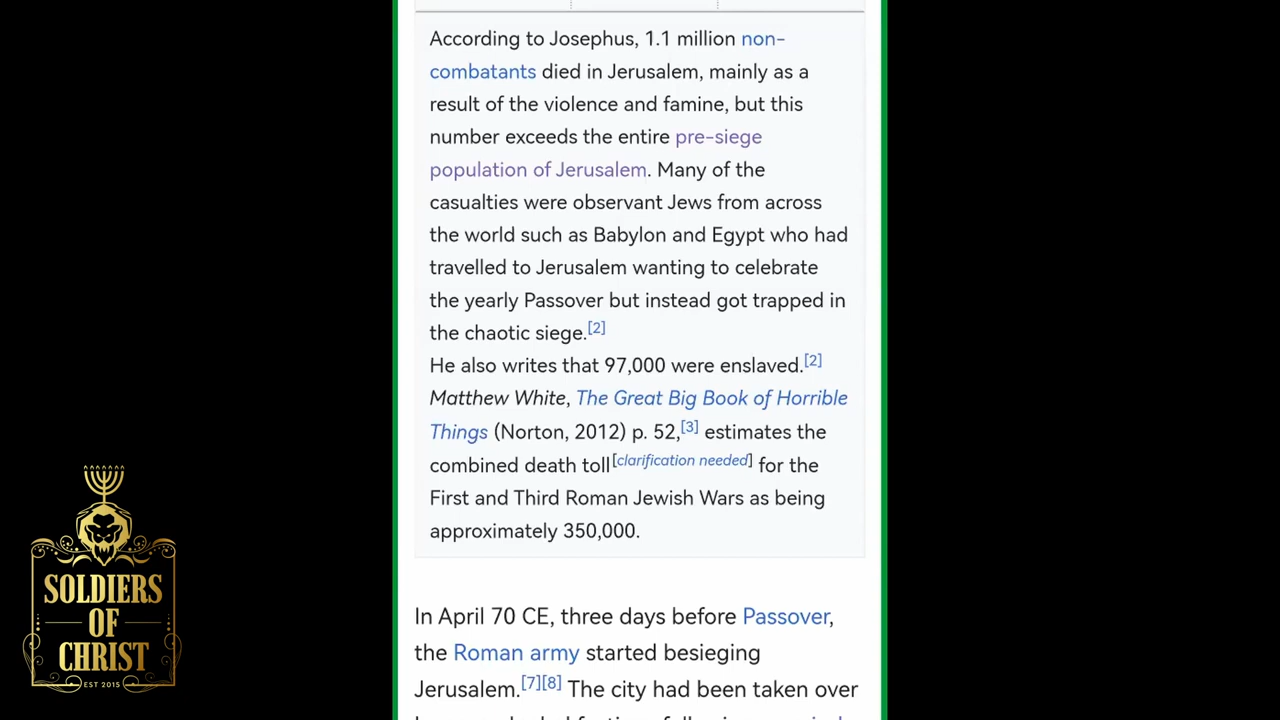 According to Josephus, 1.1 million non-
combatants died in Jerusalem, mainly as a
result of the violence and famine, but this
number exceeds the entire pre-siege
population of Jerusalem. Many of the
casualties were observant Jews from across
the world such as Babylon and Egypt who had
travelled to Jerusalem wanting to celebrate
the yearly Passover but instead got trapped in
the chaotic siege.[2]
He also writes that 97,000 were enslaved.[2]
Matthew White, The Great Big Book of Horrible
Things (Norton, 2012) p. 52,[3] estimates the
combined death toll[clarification needed] for the
First and Third Roman Jewish Wars as being
approximately 350,000.
In April 70 CE, three days before Passover,
the Roman army started besieging
Jerusalem.[7][8] The city had been taken over
SOLDIERS
OF
CHRIST
EST 2015